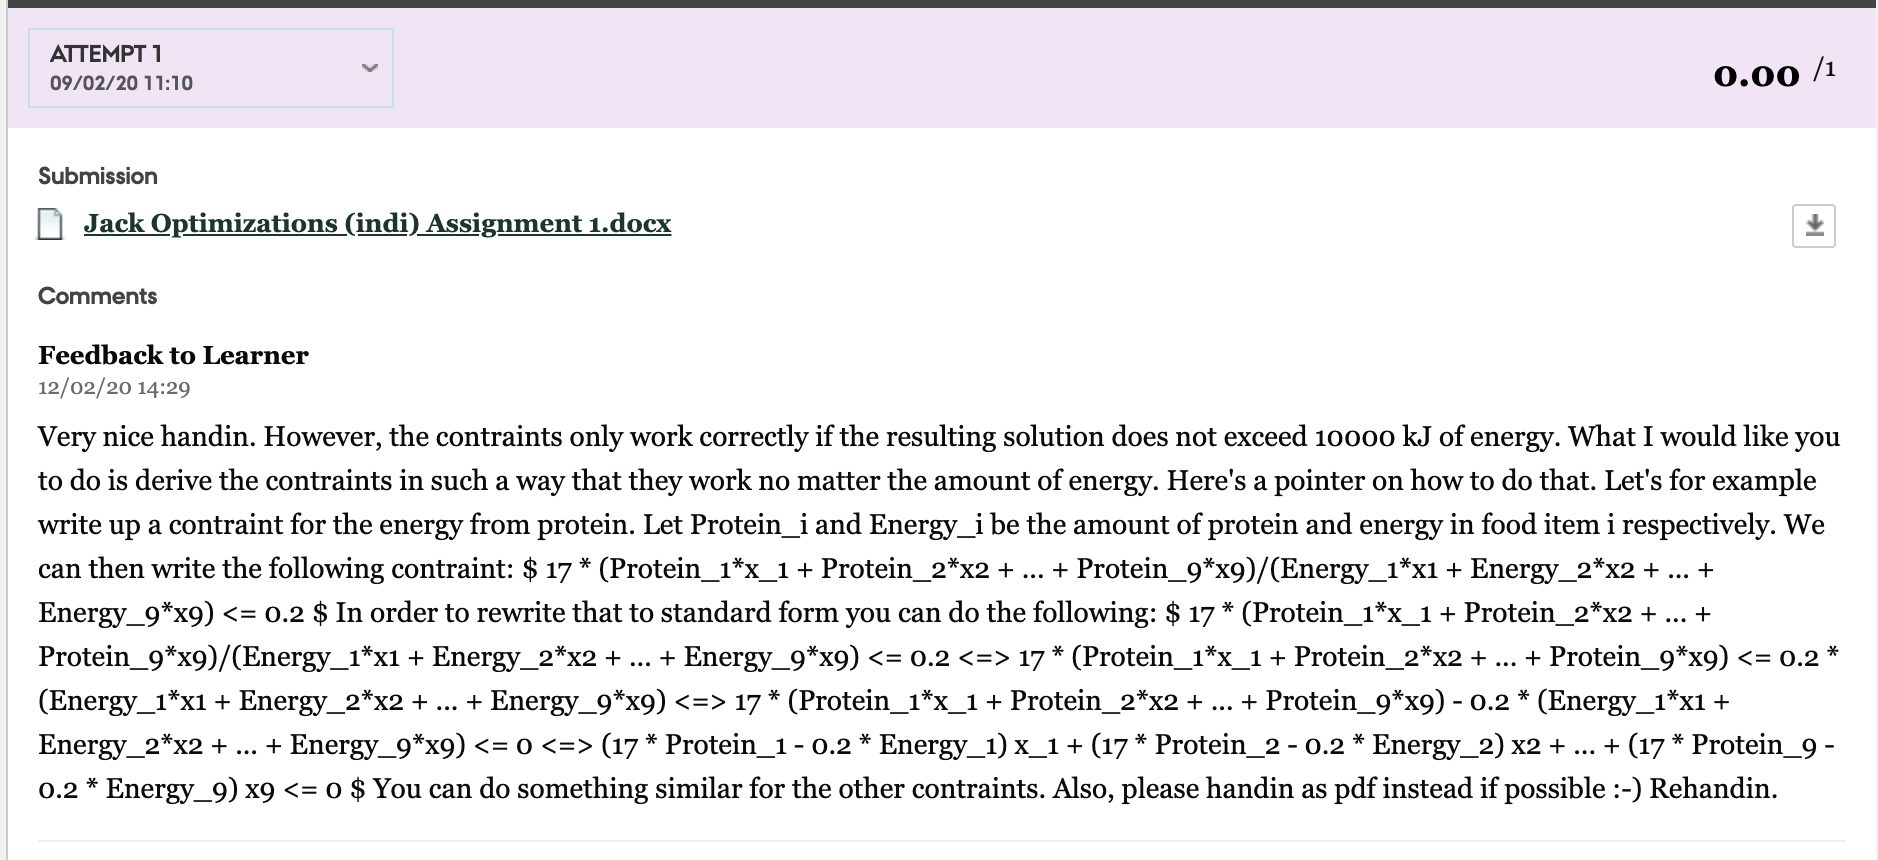 ATTEMPT 1
09/02/20 11:10
0.00 /1
Submission
Jack Optimizations (indi) Assignment 1.docx
Comments
Feedback to Learner
12/02/20 14:29
Very nice handin. However, the contraints only work correctly if the resulting solution does not exceed 10000 kJ of energy. What I would like you
to do is derive the contraints in such a way that they work no matter the amount of energy. Here's a pointer on how to do that. Let's for example
write up a contraint for the energy from protein. Let Protein_i and Energy_i be the amount of protein and energy in food item i respectively. We
can then write the following contraint: $ 17 * (Protein_1*x_1 + Protein_2*x2 + ... + Protein_9*x9)/(Energy_1*x1 + Energy_2*x2 + ... +
Energy_9*x9) <= 0.2 $ In order to rewrite that to standard form you can do the following: $ 17 * (Protein_1*x_1 + Protein_2*x2 + ... +
Protein_9*x9)/(Energy_1*x1 + Energy_2*x2 + ... + Energy_9*x9) <= 0.2 <=> 17 * (Protein_1*x_1 + Protein_2*x2 + ... + Protein_9*x9) <= 0.2 *
(Energy_1*x1 + Energy_2*x2 + ... + Energy_9*x9) <=> 17 * (Protein_1*x_1 + Protein_2*x2 + ... + Protein_9*x9) - 0.2 * (Energy_1*x1 +
Energy_2*x2 + ... + Energy_9*x9) <= 0 <=> (17 * Protein_1 - 0.2 * Energy_1) x_1 + (17 * Protein_2 - 0.2 * Energy_2) x2 + ... + (17 * Protein_9 -
0.2 * Energy_9) x9 <= 0 $ You can do something similar for the other contraints. Also, please handin as pdf instead if possible :-) Rehandin.